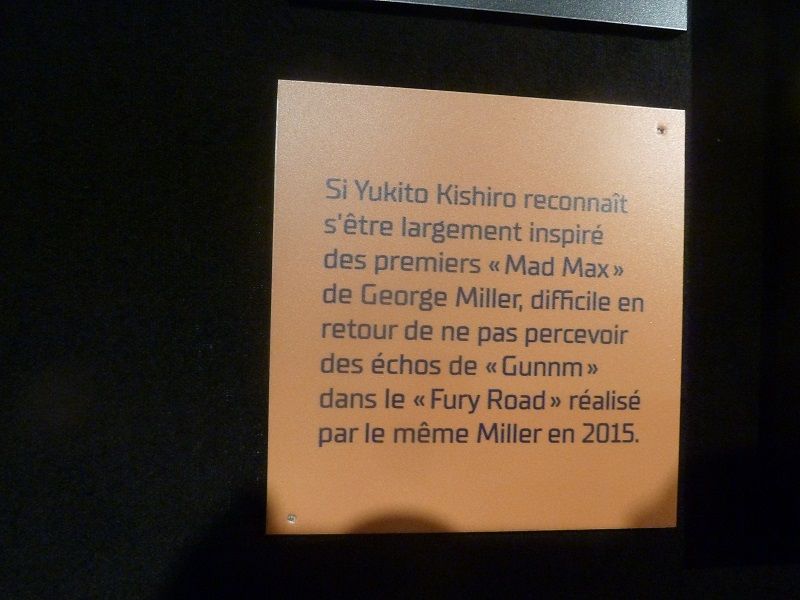 Si Yukito Kishiro reconnaît
s'être largement inspiré
des premiers « Mad Max »
de George Miller, difficile en
retour de ne pas percevoir
des échos de « Gunnm »
dans le « Fury Road » réalisé
par le même Miller en 2015.